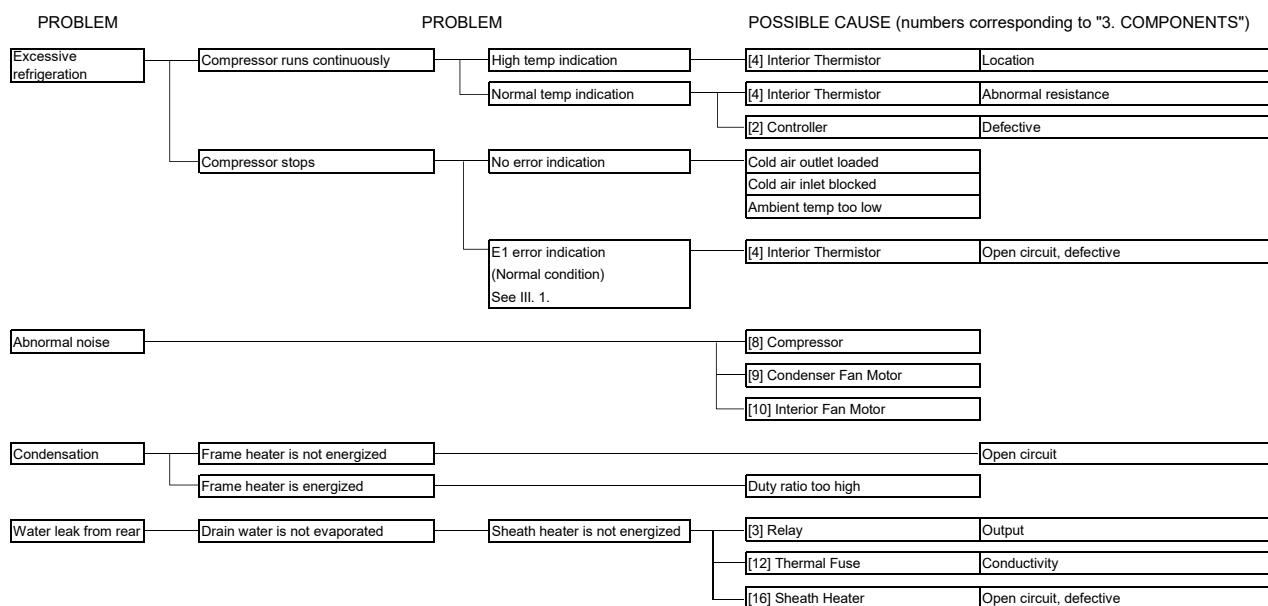 PROBLEM PROBLEM POSSIBLE CAUSE (numbers corresponding to "3. COMPONENTS")
Excessive
refrigeration
Compressor runs continuously High temp indication [4] Interior Thermistor Location
Normal temp indication [4] Interior Thermistor Abnormal resistance
[2] Controller Defective
Compressor stops No error indication Cold air outlet loaded
Cold air inlet blocked
Ambient temp too low
E1 error indication [4] Interior Thermistor Open circuit, defective
(Normal condition)
See III. 1.
Abnormal noise [8] Compressor
[9] Condenser Fan Motor
[10] Interior Fan Motor
Condensation Frame heater is not energized Open circuit
Frame heater is energized Duty ratio too high
Water leak from rear Drain water is not evaporated Sheath heater is not energized [3] Relay Output
[12] Thermal Fuse Conductivity
[16] Sheath Heater Open circuit, defective